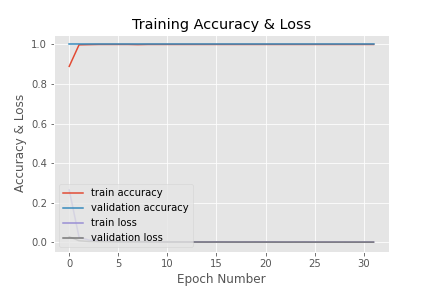 Training Accuracy & Loss
Accuracy & Loss
1.0
0.8
0.6
0.4
0.2
0.0
train accuracy
validation accuracy
train loss
validation loss
0 5 10 15 20 25 30
Epoch Number